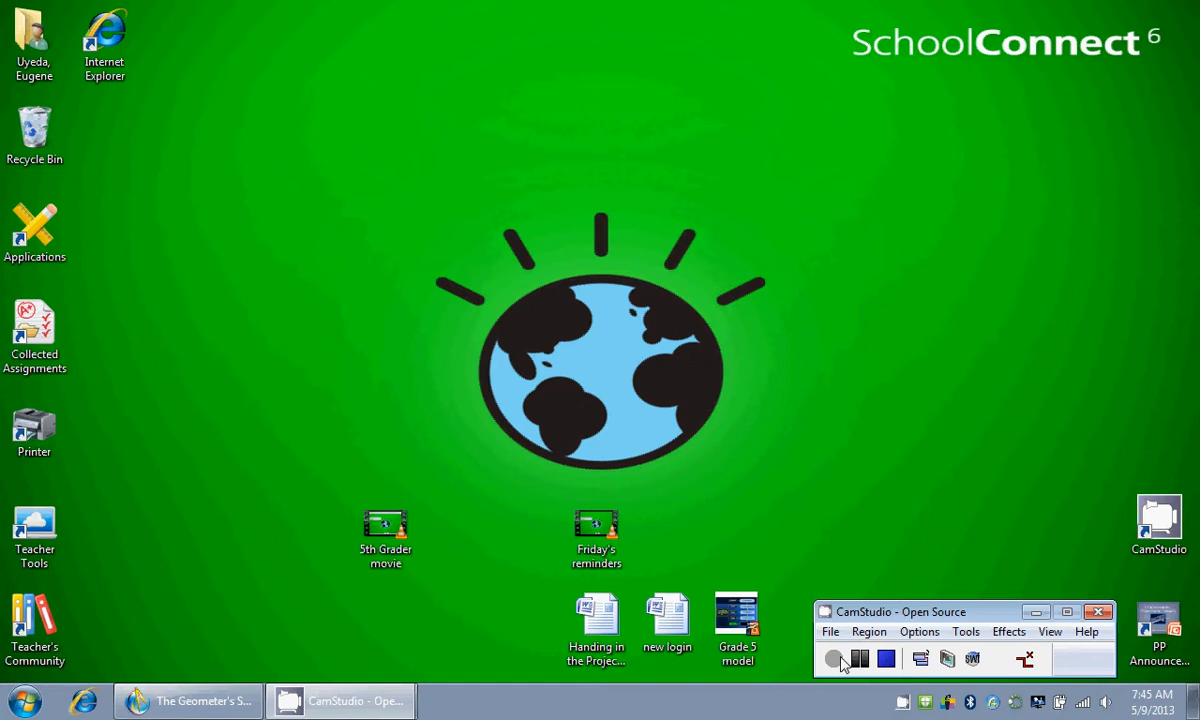 SchoolConnect 6
Uyeda,
Eugene
Internet
Explorer
Recycle Bin
Applications
Collected
Assignments
Printer
Teacher
Tools
Teacher's
Community
5th Grader
movie
Friday's
reminders
CamStudio
Handing in
the Projec...
new login
Grade 5
model
PP
Announce...
CamStudio - Open Source
File Region Options Tools Effects View Help
SWF
The Geometer's S...
CamStudio - Ope...
7:45 AM
5/9/2013